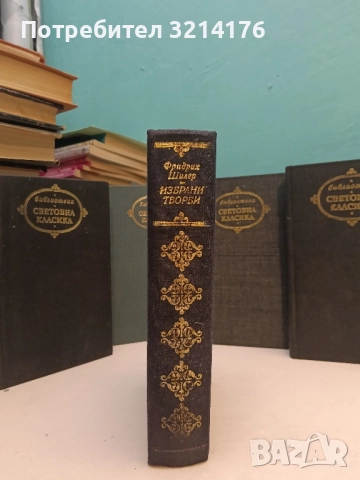 Потребител 3214176
Фридрих
Шилер
ИЗБРАНИ
ТВОРБИ
библиотека
СВЕТОВНА
КЛАСИКА
библиотека
СВЕТОВНА
КЛАСИКА
библиотека
СВЕТОВНА
КЛАСИКА
BAZAR